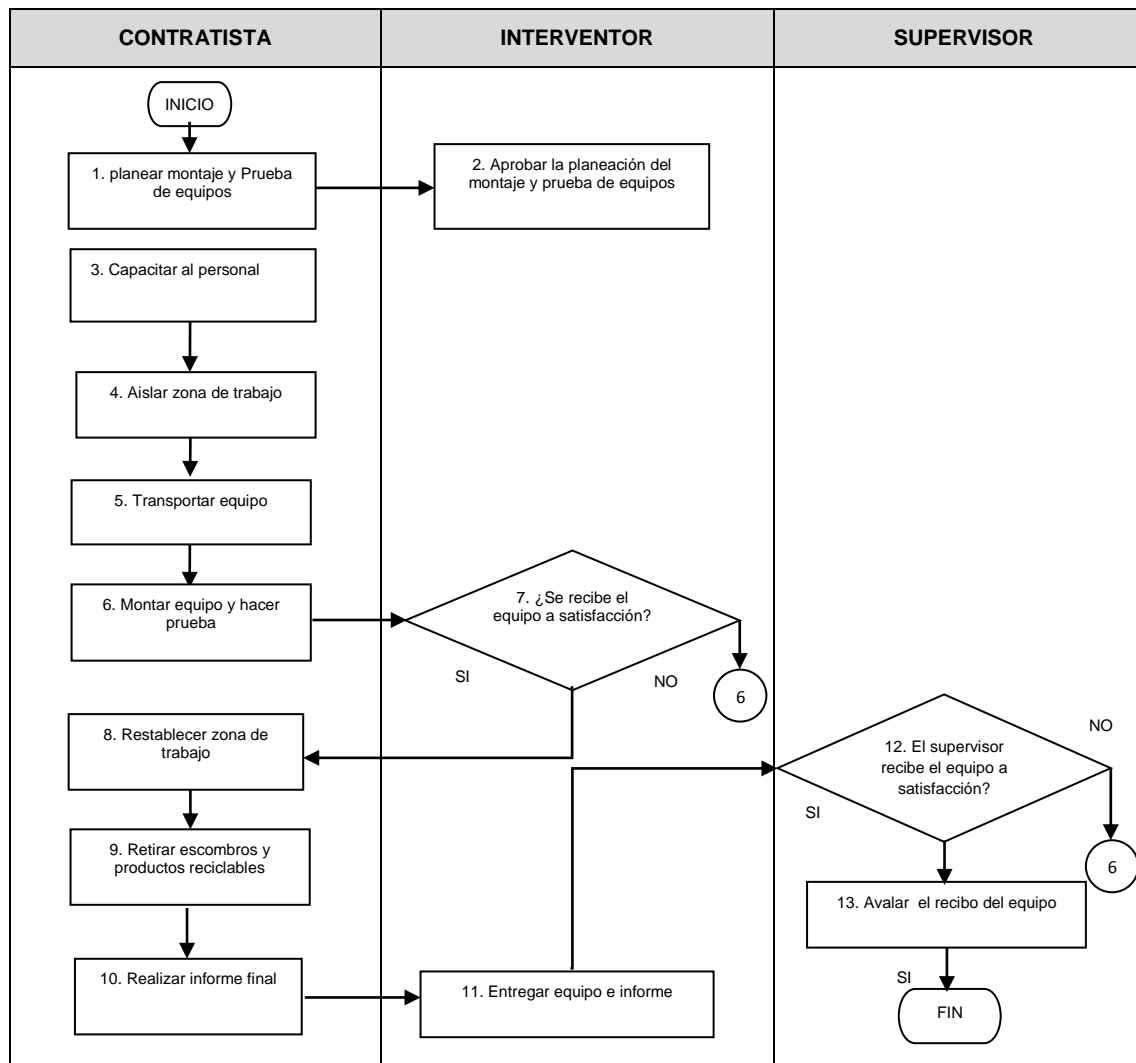 CONTRATISTA
INTERVENTOR
SUPERVISOR
INICIO
1. planear montaje y Prueba
de equipos
2. Aprobar la planeación del
montaje y prueba de equipos
3. Capacitar al personal
4. Aislar zona de trabajo
5. Transportar equipo
6. Montar equipo y hacer
prueba
7. ¿Se recibe el
equipo a satisfacción?
SI
NO
6
8. Restablecer zona de
trabajo
12. El supervisor
recibe el equipo a
satisfacción?
NO
SI
6
9. Retirar escombros y
productos reciclables
13. Avalar el recibo del equipo
10. Realizar informe final
11. Entregar equipo e informe
SI
FIN